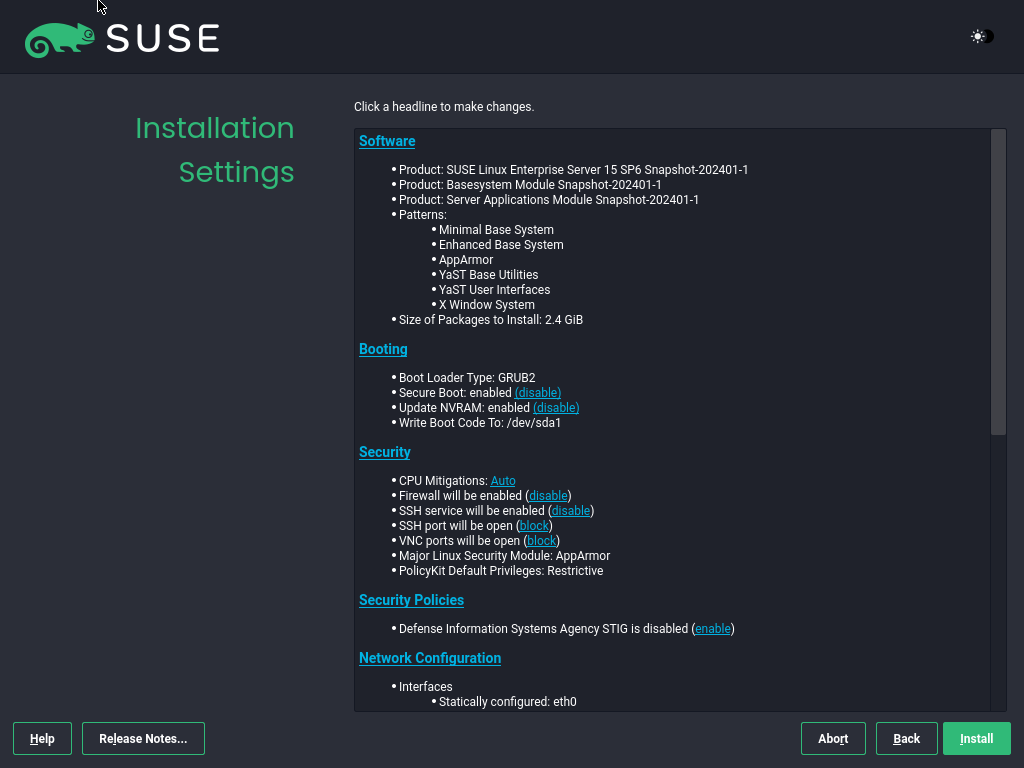 SUSE
Installation
Settings
Click a headline to make changes.
Software
• Product: SUSE Linux Enterprise Server 15 SP6 Snapshot-202401-1
• Product: Basesystem Module Snapshot-202401-1
• Product: Server Applications Module Snapshot-202401-1
• Patterns:
• Minimal Base System
• Enhanced Base System
• AppArmor
• YaST Base Utilities
• YaST User Interfaces
• X Window System
• Size of Packages to Install: 2.4 GiB
Booting
• Boot Loader Type: GRUB2
• Secure Boot: enabled (disable)
• Update NVRAM: enabled (disable)
• Write Boot Code To: /dev/sda1
Security
• CPU Mitigations: Auto
• Firewall will be enabled (disable)
• SSH service will be enabled (disable)
• SSH port will be open (block)
• VNC ports will be open (block)
• Major Linux Security Module: AppArmor
• PolicyKit Default Privileges: Restrictive
Security Policies
• Defense Information Systems Agency STIG is disabled (enable)
Network Configuration
• Interfaces
• Statically configured: eth0
Help Release Notes... Abort Back Install